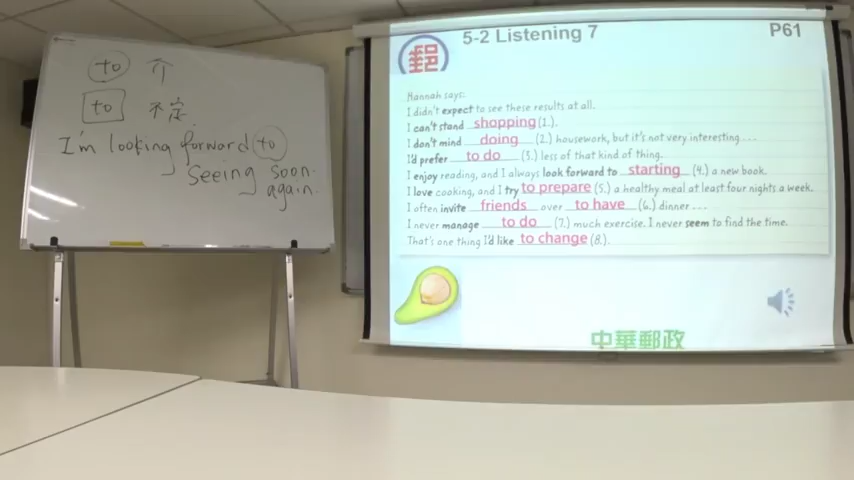 to 介
to 不定
I'm looking forward to
Seeing soon.
again.
5-2 Listening 7
P61
郵
Hannah says:
I didn't expect to see these results at all.
I can't stand shopping (1.).
I don't mind doing (2.) housework, but it's not very interesting ...
I'd prefer to do (3.) less of that kind of thing.
I enjoy reading, and I always look forward to starting (4.) a new book.
I love cooking, and I try to prepare (5.) a healthy meal at least four nights a week.
I often invite friends over to have (6.) dinner ...
I never manage to do (7.) much exercise. I never seem to find the time.
That's one thing I'd like to change (8.).
中華郵政